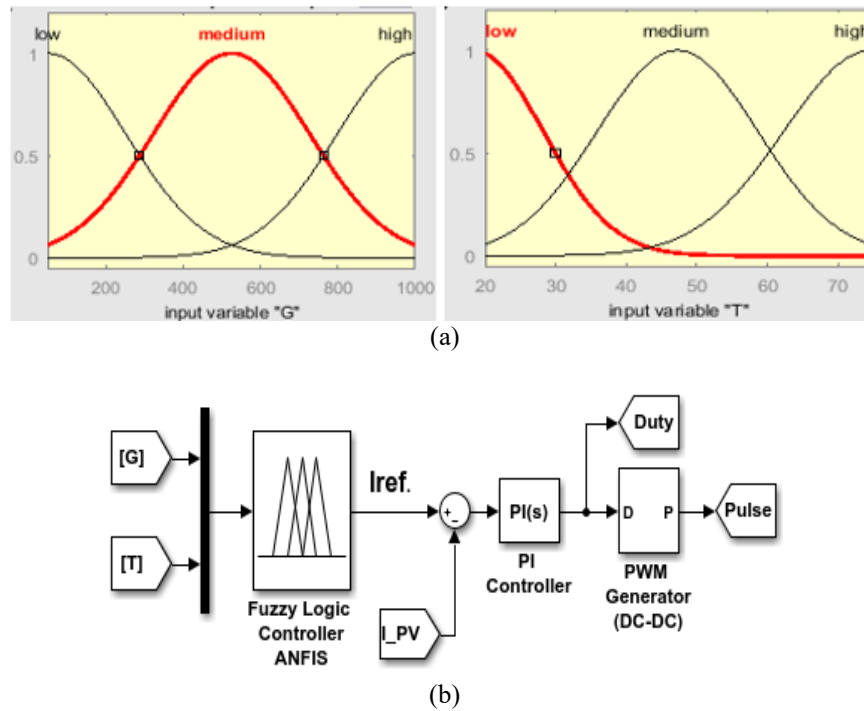 low medium high
1
0.5
0
200 400 600 800 1000
input variable "G"
low medium high
1
0.5
0
20 30 40 50 60 70
input variable "T"
(a)
[G]
[T]
Fuzzy Logic
Controller
ANFIS
Iref.
I_PV
+
-
PI(s)
PI
Controller
Duty
D P
PWM
Generator
(DC-DC)
Pulse
(b)